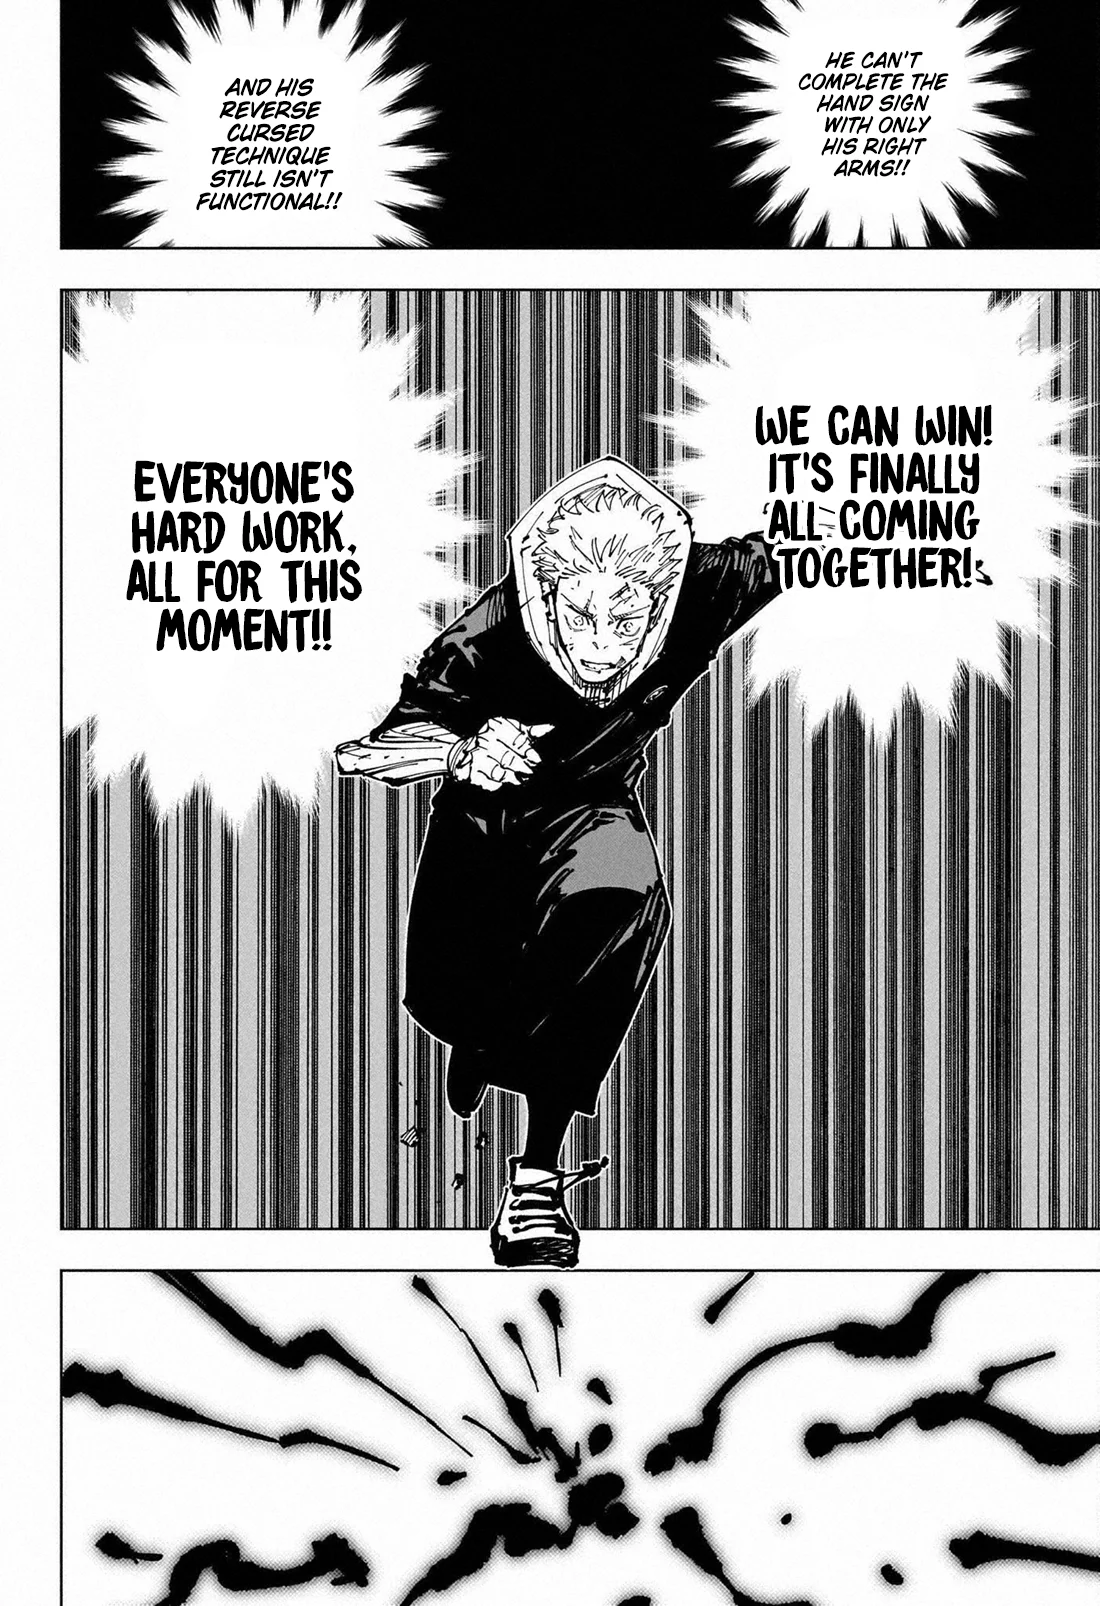 HE CAN'T
COMPLETE THE
HAND SIGN
WITH ONLY
HIS RIGHT
ARMS!!
AND HIS
REVERSE
CURSED
TECHNIQUE
STILL ISN'T
FUNCTIONAL!!
WE CAN WIN!
IT'S FINALLY
ALL COMING
TOGETHER!
EVERYONE'S
HARD WORK,
ALL FOR THIS
MOMENT!!